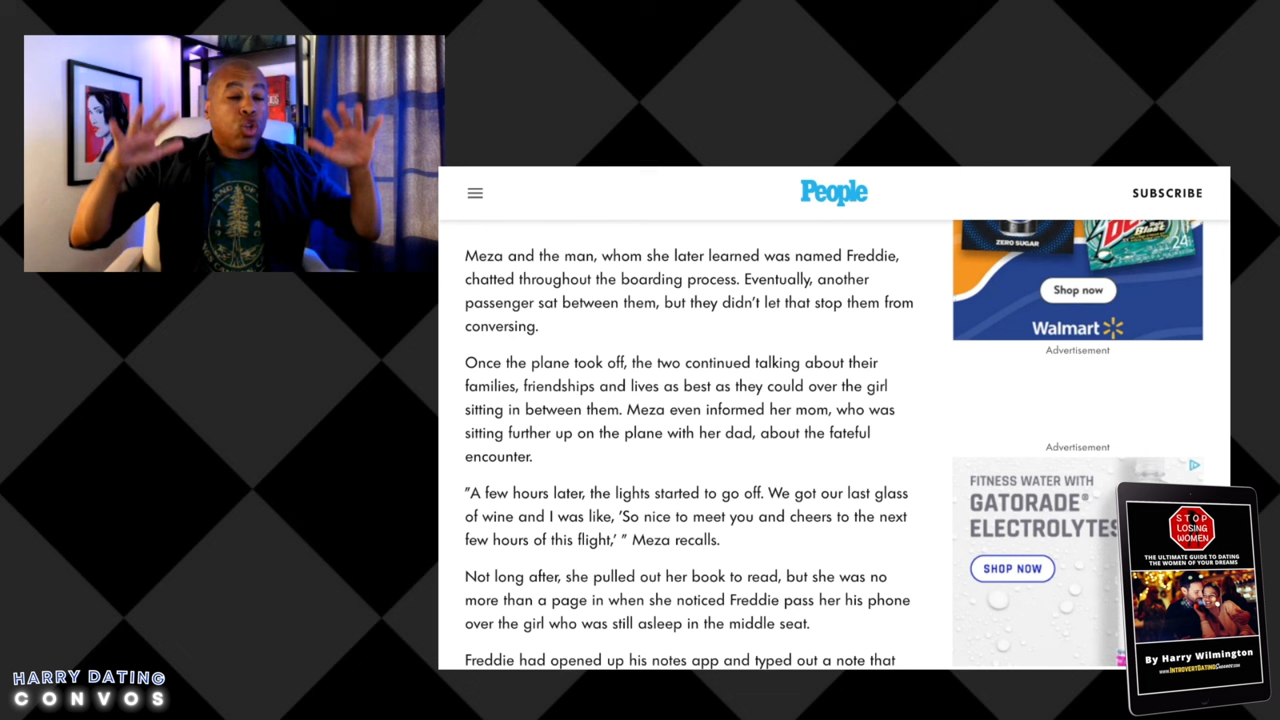 People
SUBSCRIBE
Meza and the man, whom she later learned was named Freddie,
chatted throughout the boarding process. Eventually, another
passenger sat between them, but they didn’t let that stop them from
conversing.
Once the plane took off, the two continued talking about their
families, friendships and lives as best as they could over the girl
sitting in between them. Meza even informed her mom, who was
sitting further up on the plane with her dad, about the fateful
encounter.
"A few hours later, the lights started to go off. We got our last glass
of wine and I was like, ‘So nice to meet you and cheers to the next
few hours of this flight,’ " Meza recalls.
Not long after, she pulled out her book to read, but she was no
more than a page in when she noticed Freddie pass her his phone
over the girl who was still asleep in the middle seat.
Freddie had opened up his notes app and typed out a note that
ZERO SUGAR
24
Shop now
Walmart
Advertisement
Advertisement
FITNESS WATER WITH
GATORADE®
ELECTROLYTES
SHOP NOW
STOP
LOSING
WOMEN
THE ULTIMATE GUIDE TO DATING
THE WOMEN OF YOUR DREAMS
By Harry Wilmington
HARRY DATING
CONVOS